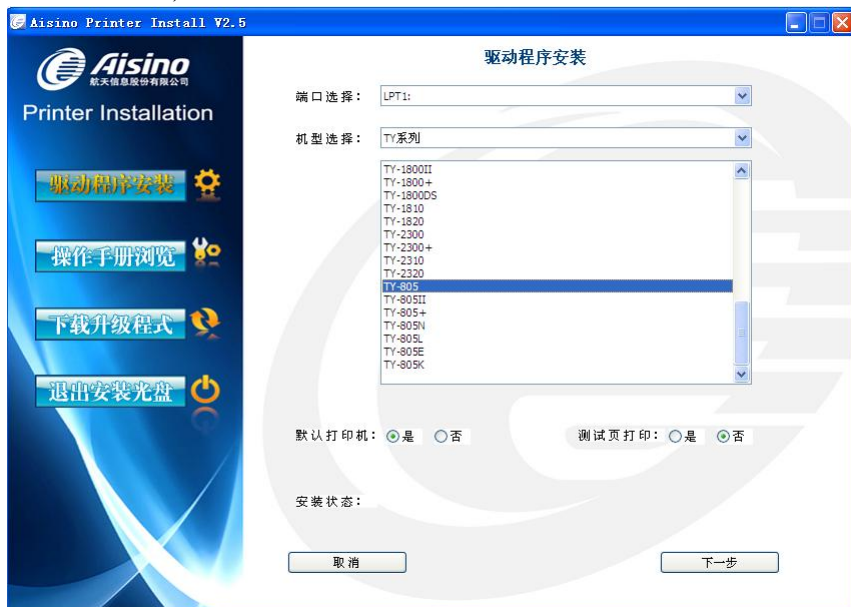 Aisino Printer Install V2.5
Aisino
航天信息股份有限公司
Printer Installation
驱动程序安装
操作手册浏览
下载升级程式
退出安装光盘
驱动程序安装
端口选择： LPT1:
机型选择： TY系列
TY-1800II
TY-1800+
TY-1800DS
TY-1810
TY-1820
TY-2300
TY-2300+
TY-2310
TY-2320
TY-805
TY-805II
TY-805+
TY-805N
TY-805L
TY-805E
TY-805K
默认打印机： 是 否 测试页打印： 是 否
安装状态：
取消 下一步